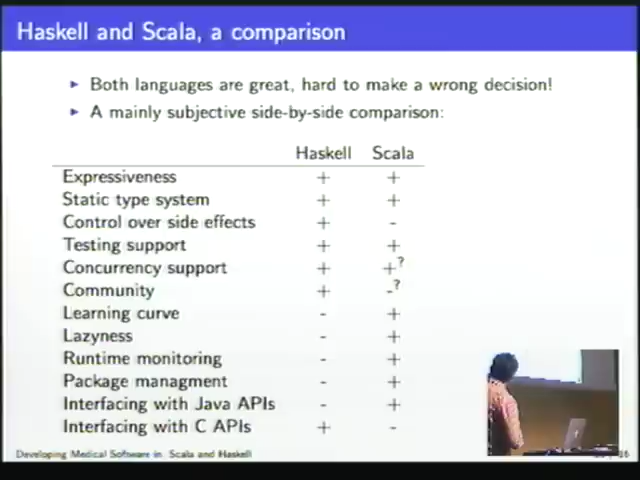 Haskell and Scala, a comparison
Both languages are great, hard to make a wrong decision!
A mainly subjective side-by-side comparison:
Haskell Scala
Expressiveness + +
Static type system + +
Control over side effects + -
Testing support + +
Concurrency support + +?
Community + -?
Learning curve - +
Lazyness - +
Runtime monitoring - +
Package managment - +
Interfacing with Java APIs - +
Interfacing with C APIs + -
Developing Medical Software in Scala and Haskell